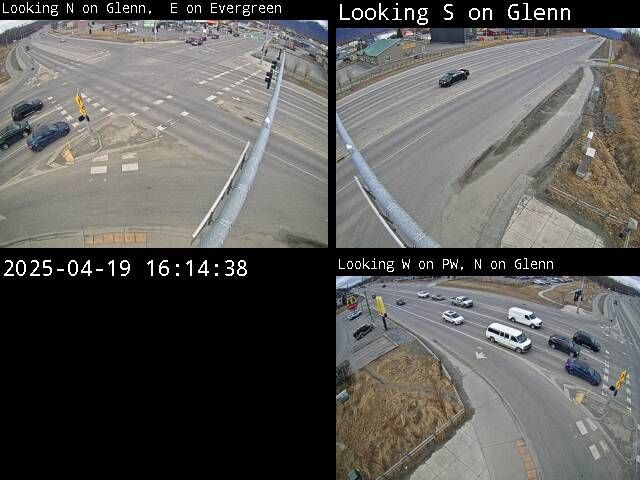 Looking N on Glenn,  E on Evergreen
Looking S on Glenn
2025-04-19 16:14:38
Looking W on PW, N on Glenn